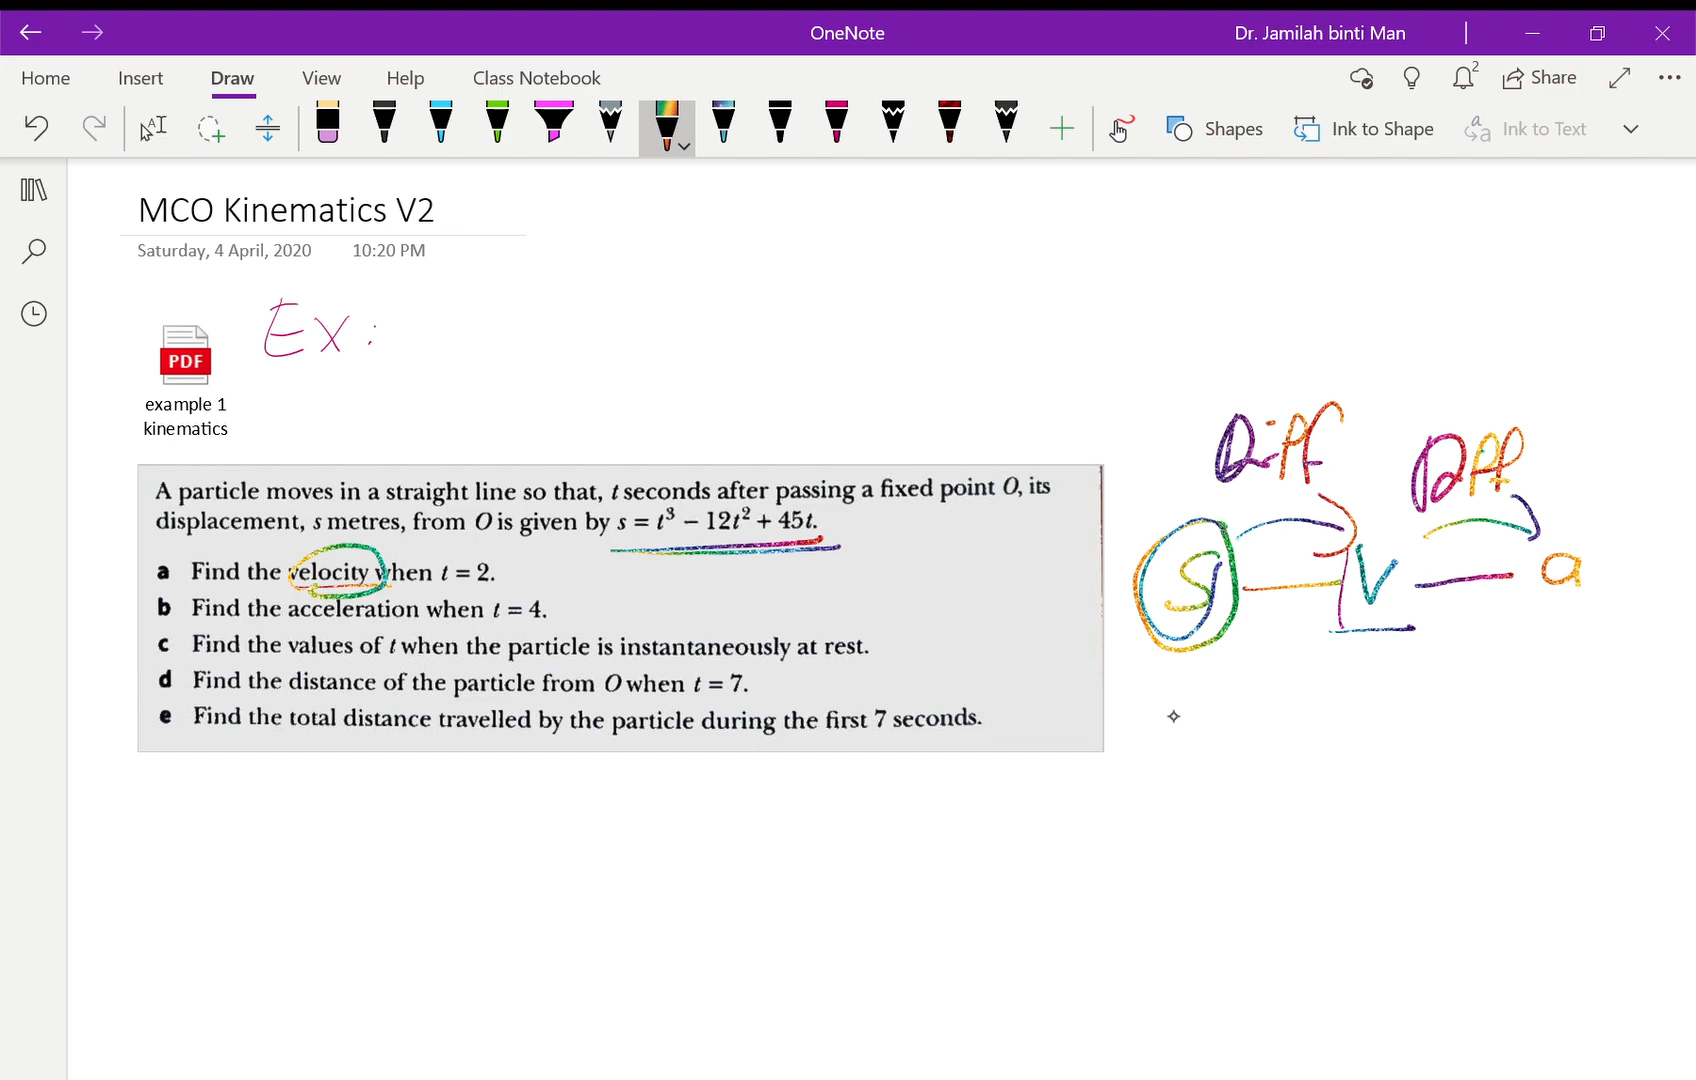 OneNote
Dr. Jamilah binti Man
Home Insert Draw View Help Class Notebook
2 Share
Shapes Ink to Shape Ink to Text
MCO Kinematics V2
Saturday, 4 April, 2020 10:20 PM
Ex :
PDF
example 1
kinematics
A particle moves in a straight line so that, t seconds after passing a fixed point O, its
displacement, s metres, from O is given by s = t³ − 12t² + 45t.
a Find the velocity when t = 2.
b Find the acceleration when t = 4.
c Find the values of t when the particle is instantaneously at rest.
d Find the distance of the particle from O when t = 7.
e Find the total distance travelled by the particle during the first 7 seconds.
Diff Diff
S V a